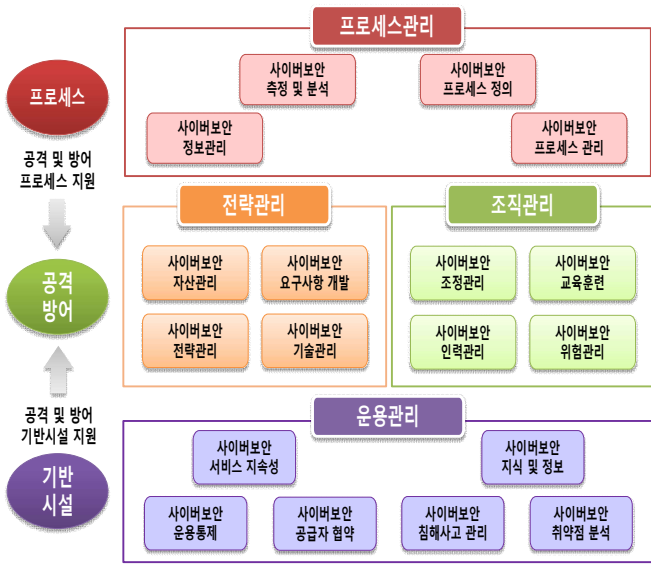 프로세스관리
프로세스
사이버보안
측정 및 분석
사이버보안
프로세스 정의
사이버보안
정보관리
사이버보안
프로세스 관리
공격 및 방어
프로세스 지원
전략관리
조직관리
사이버보안
자산관리
사이버보안
요구사항 개발
사이버보안
조정관리
사이버보안
교육훈련
공격
방어
사이버보안
전략관리
사이버보안
기술관리
사이버보안
인력관리
사이버보안
위험관리
공격 및 방어
기반시설 지원
운용관리
기반
시설
사이버보안
서비스 지속성
사이버보안
지식 및 정보
사이버보안
운용통제
사이버보안
공급자 협약
사이버보안
침해사고 관리
사이버보안
취약점 분석